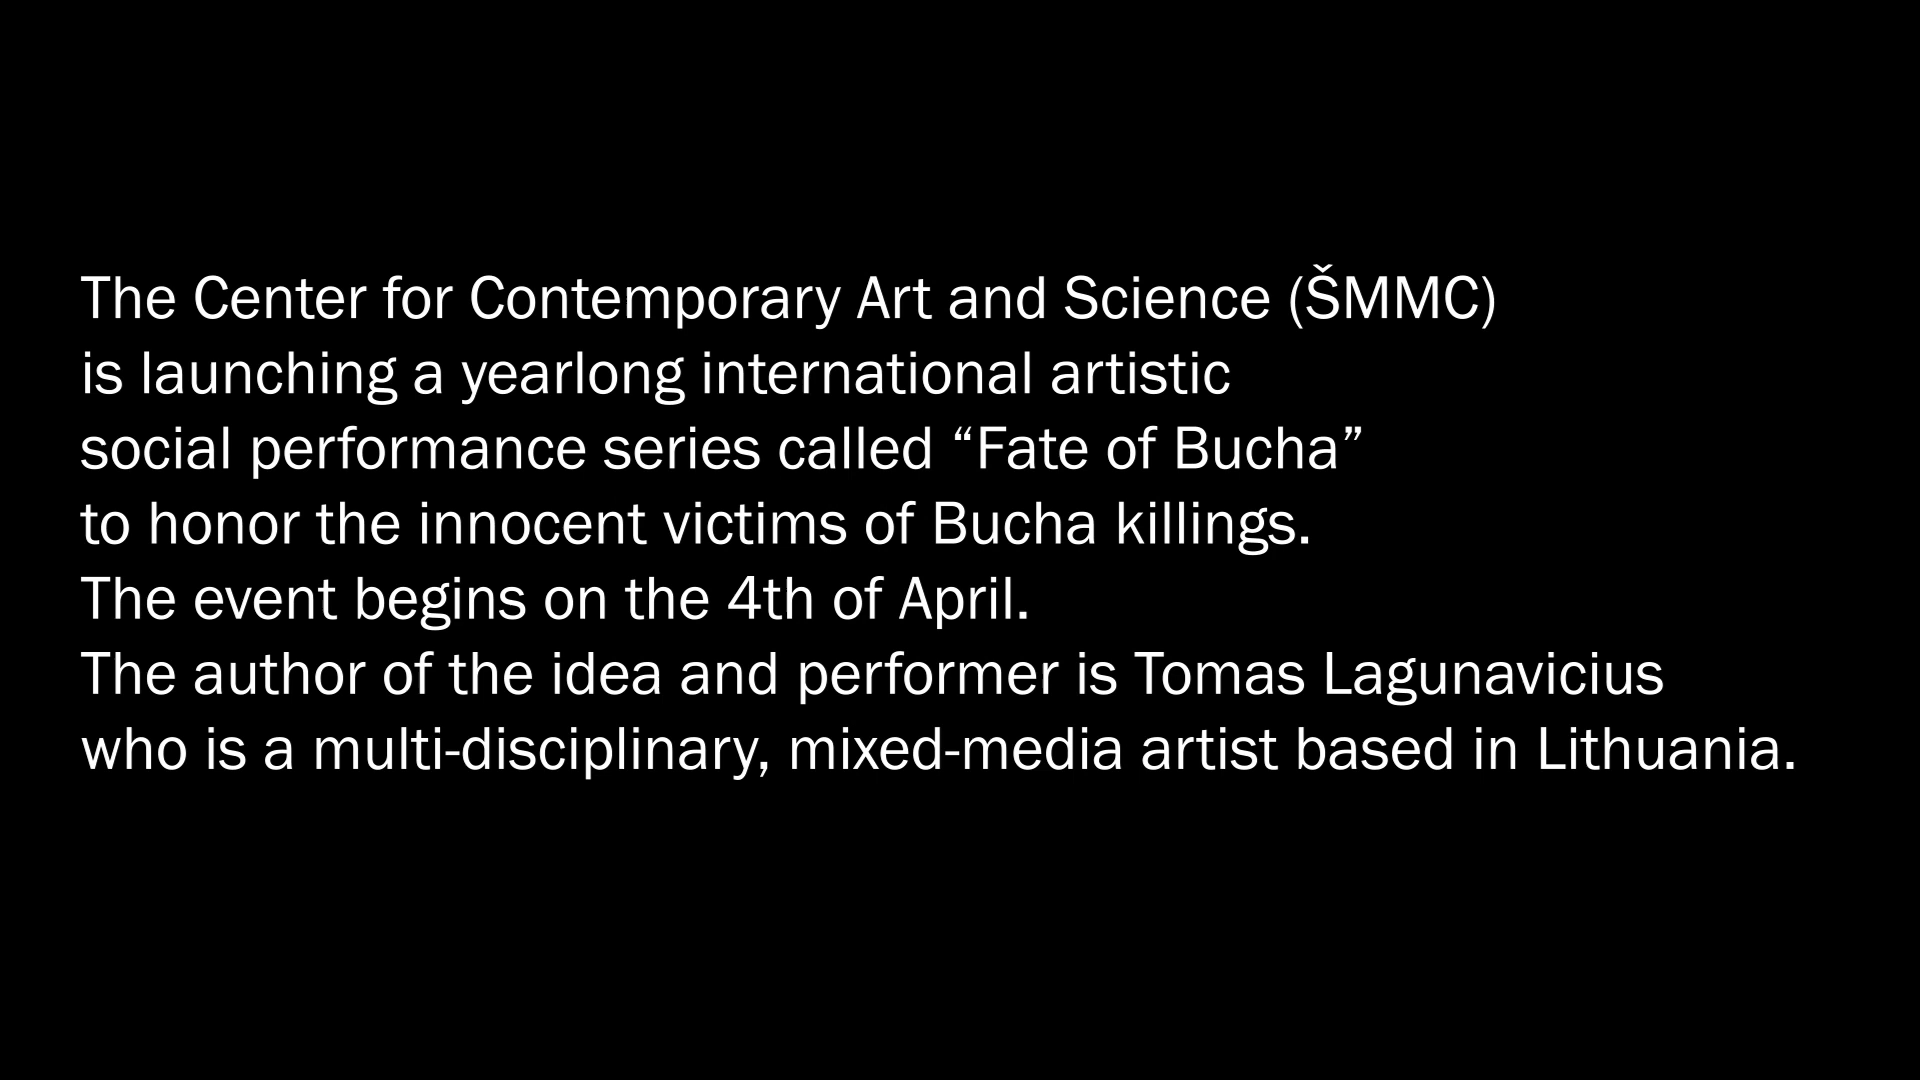 The Center for Contemporary Art and Science (ŠMMC)
is launching a yearlong international artistic
social performance series called “Fate of Bucha”
to honor the innocent victims of Bucha killings.
The event begins on the 4th of April.
The author of the idea and performer is Tomas Lagunavicius
who is a multi-disciplinary, mixed-media artist based in Lithuania.